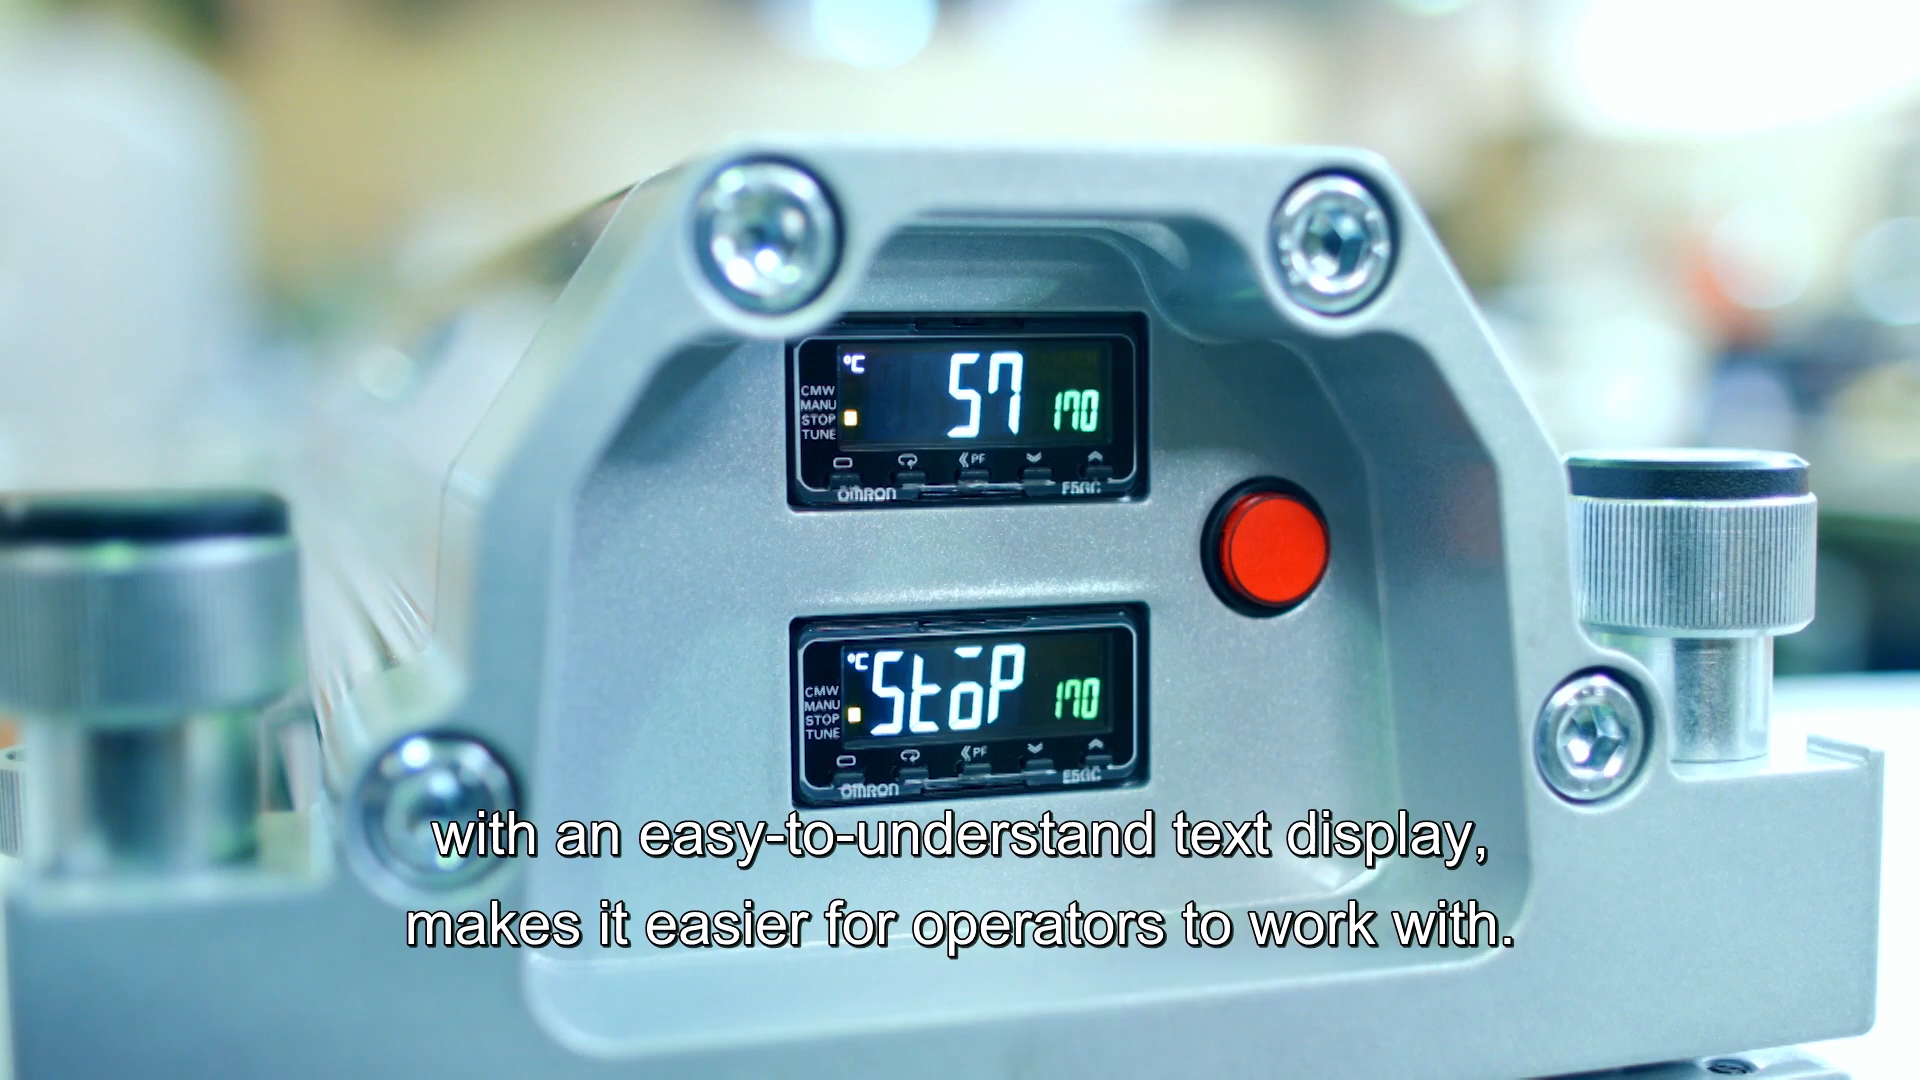 °C 57 170
CMW
MANU
STOP
TUNE
PF
OMRON E5GC
°C StoP 170
CMW
MANU
STOP
TUNE
PF
OMRON E5GC
with an easy-to-understand text display,
makes it easier for operators to work with.